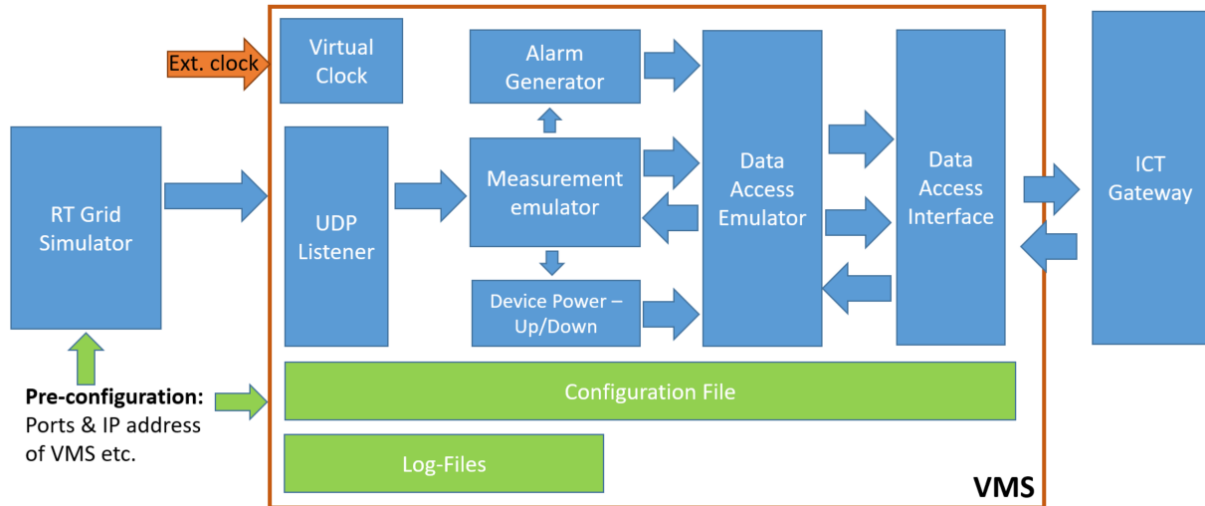 Ext. clock
Virtual
Clock
Alarm
Generator
RT Grid
Simulator
UDP
Listener
Measurement
emulator
Device Power –
Up/Down
Data
Access
Emulator
Data
Access
Interface
ICT
Gateway
Pre-configuration:
Ports & IP address
of VMS etc.
Configuration File
Log-Files
VMS